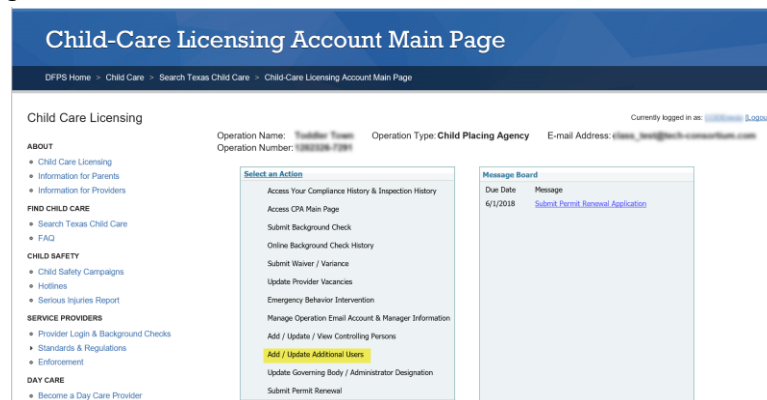 Child-Care Licensing Account Main Page
DFPS Home > Child Care > Search Texas Child Care > Child-Care Licensing Account Main Page
Child Care Licensing
ABOUT
Child Care Licensing
Information for Parents
Information for Providers
FIND CHILD CARE
Search Texas Child Care
FAQ
CHILD SAFETY
Child Safety Campaigns
Hotlines
Serious Injuries Report
SERVICE PROVIDERS
Provider Login & Background Checks
Standards & Regulations
Enforcement
DAY CARE
Become a Day Care Provider
Currently logged in as: [Logou
Operation Name: Operation Type: Child Placing Agency E-mail Address:
Operation Number:
Select an Action
Access Your Compliance History & Inspection History
Access CPA Main Page
Submit Background Check
Online Background Check History
Submit Waiver / Variance
Update Provider Vacancies
Emergency Behavior Intervention
Manage Operation Email Account & Manager Information
Add / Update / View Controlling Persons
Add / Update Additional Users
Update Governing Body / Administrator Designation
Submit Permit Renewal
Message Board
Due Date Message
6/1/2018 Submit Permit Renewal Application